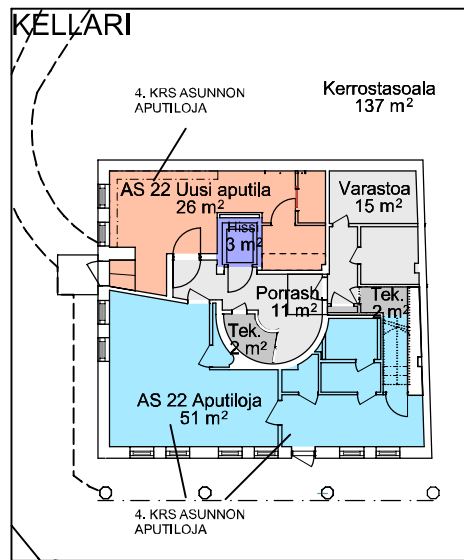 KELLARI
4. KRS ASUNNON
APUTILOJA
Kerrostasoala
137 m²
AS 22 Uusi aputila
26 m²
Varastoa
15 m²
Hissi
3 m²
Porrash.
11 m²
Tek.
2 m²
Tek.
2 m²
AS 22 Aputiloja
51 m²
4. KRS ASUNNON
APUTILOJA